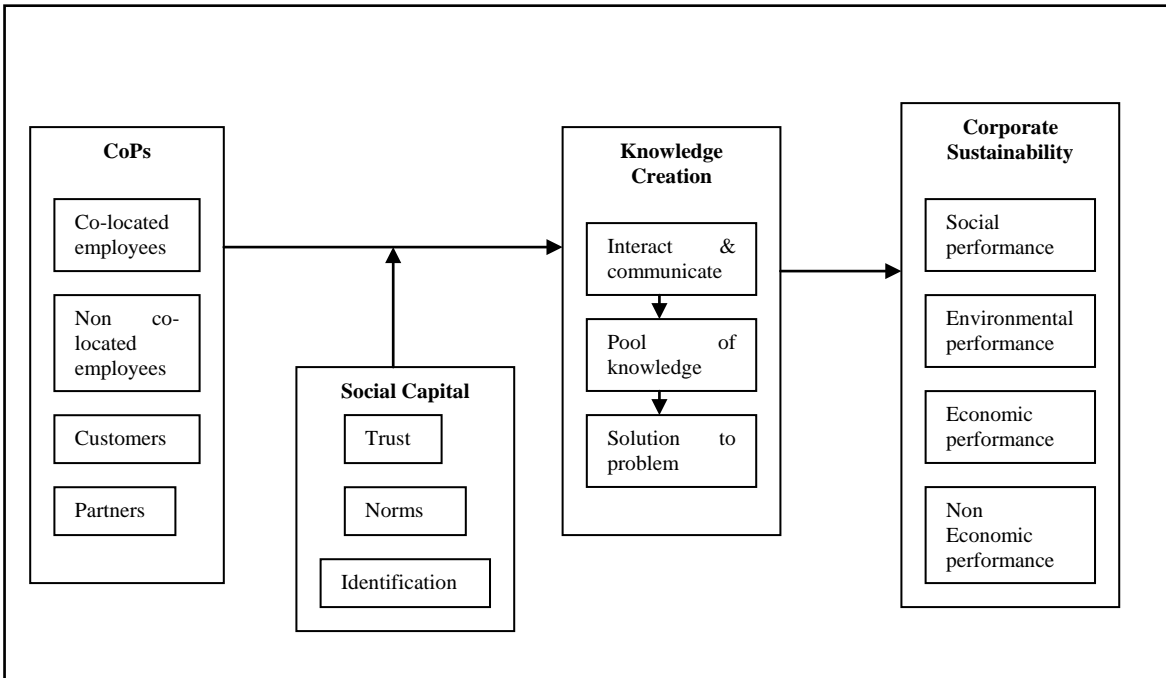 CoPs
Co-located
employees
Non co-
located
employees
Customers
Partners
Social Capital
Trust
Norms
Identification
Knowledge
Creation
Interact &
communicate
Pool of
knowledge
Solution to
problem
Corporate
Sustainability
Social
performance
Environmental
performance
Economic
performance
Non
Economic
performance